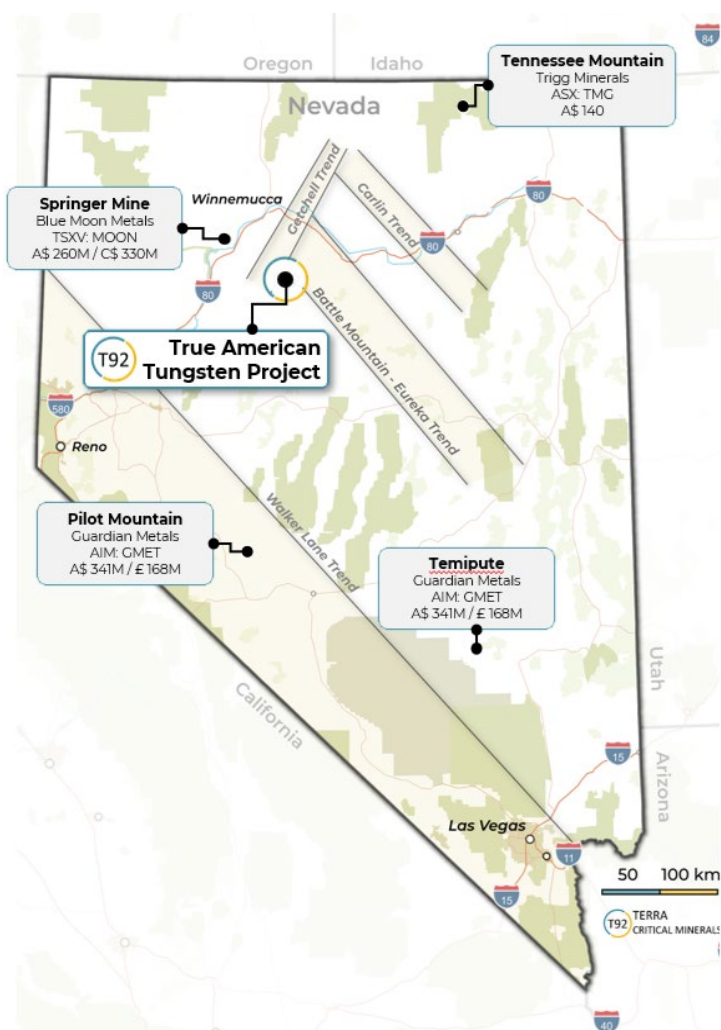 Oregon
Idaho
84
Tennessee Mountain
Trigg Minerals
ASX: TMG
A$ 140
Nevada
Getchell Trend
Carlin Trend
Winnemucca
Springer Mine
Blue Moon Metals
TSXV: MOON
A$ 260M / C$ 330M
80
80
80
T92
True American
Tungsten Project
Battle Mountain - Eureka Trend
580
Reno
Walker Lane Trend
Pilot Mountain
Guardian Metals
AIM: GMET
A$ 341M / £ 168M
Temipute
Guardian Metals
AIM: GMET
A$ 341M / £ 168M
Utah
California
Arizona
15
Las Vegas
11
15
50 100 km
T92
TERRA
CRITICAL MINERALS
40